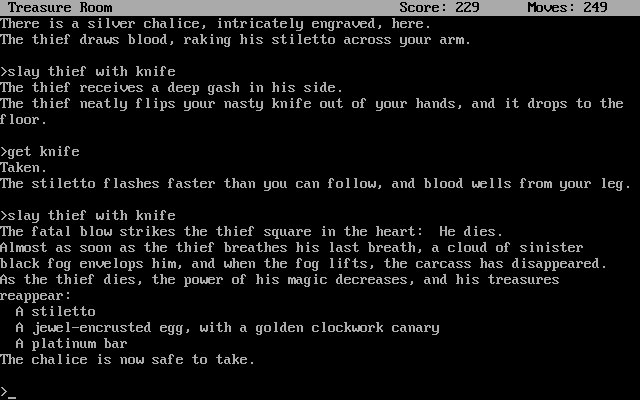 Treasure Room Score: 229 Moves: 249
There is a silver chalice, intricately engraved, here.
The thief draws blood, raking his stiletto across your arm.
>slay thief with knife
The thief receives a deep gash in his side.
The thief neatly flips your nasty knife out of your hands, and it drops to the
floor.
>get knife
Taken.
The stiletto flashes faster than you can follow, and blood wells from your leg.
>slay thief with knife
The fatal blow strikes the thief square in the heart:  He dies.
Almost as soon as the thief breathes his last breath, a cloud of sinister
black fog envelops him, and when the fog lifts, the carcass has disappeared.
As the thief dies, the power of his magic decreases, and his treasures
reappear:
A stiletto
A jewel-encrusted egg, with a golden clockwork canary
A platinum bar
The chalice is now safe to take.
>_